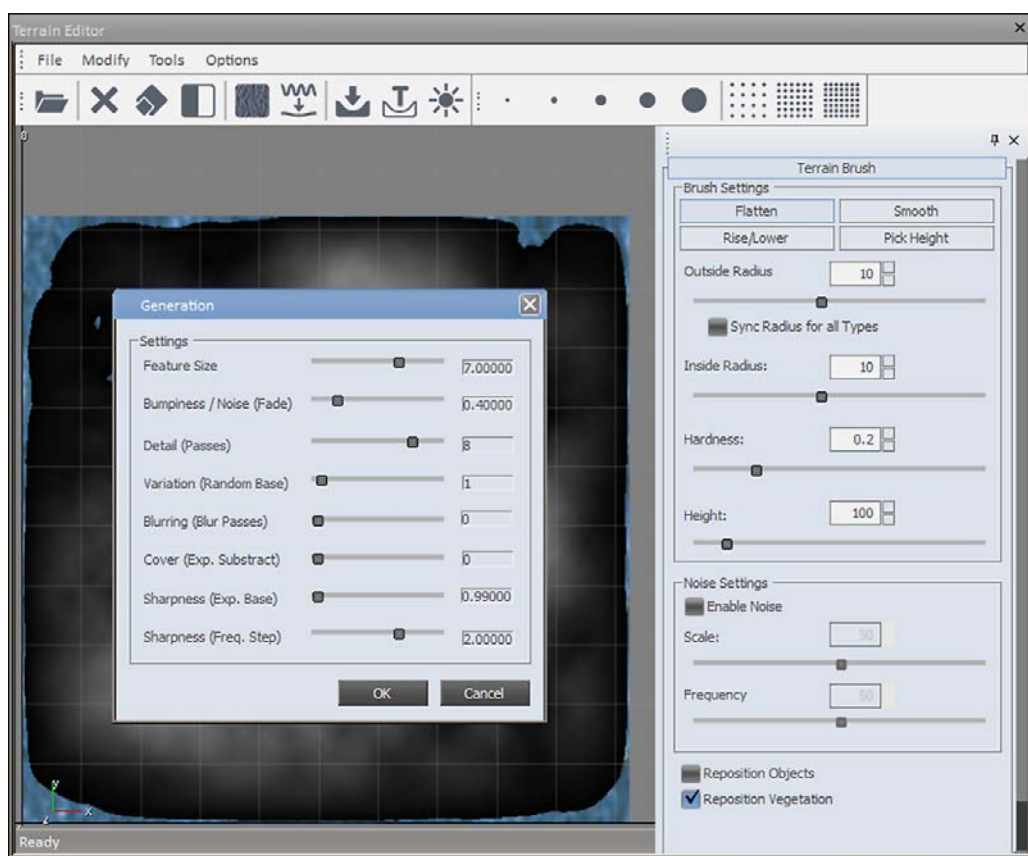 Terrain Editor
File Modify Tools Options
Terrain Brush
Brush Settings
Flatten Smooth
Rise/Lower Pick Height
Outside Radius 10
Sync Radius for all Types
Inside Radius: 10
Hardness: 0.2
Height: 100
Noise Settings
Enable Noise
Scale: 50
Frequency 50
Reposition Objects
Reposition Vegetation
Generation
Settings
Feature Size 7.00000
Bumpiness / Noise (Fade) 0.40000
Detail (Passes) 8
Variation (Random Base) 1
Blurring (Blur Passes) 0
Cover (Exp. Substract) 0
Sharpness (Exp. Base) 0.99000
Sharpness (Freq. Step) 2.00000
OK Cancel
y
x
z
Ready